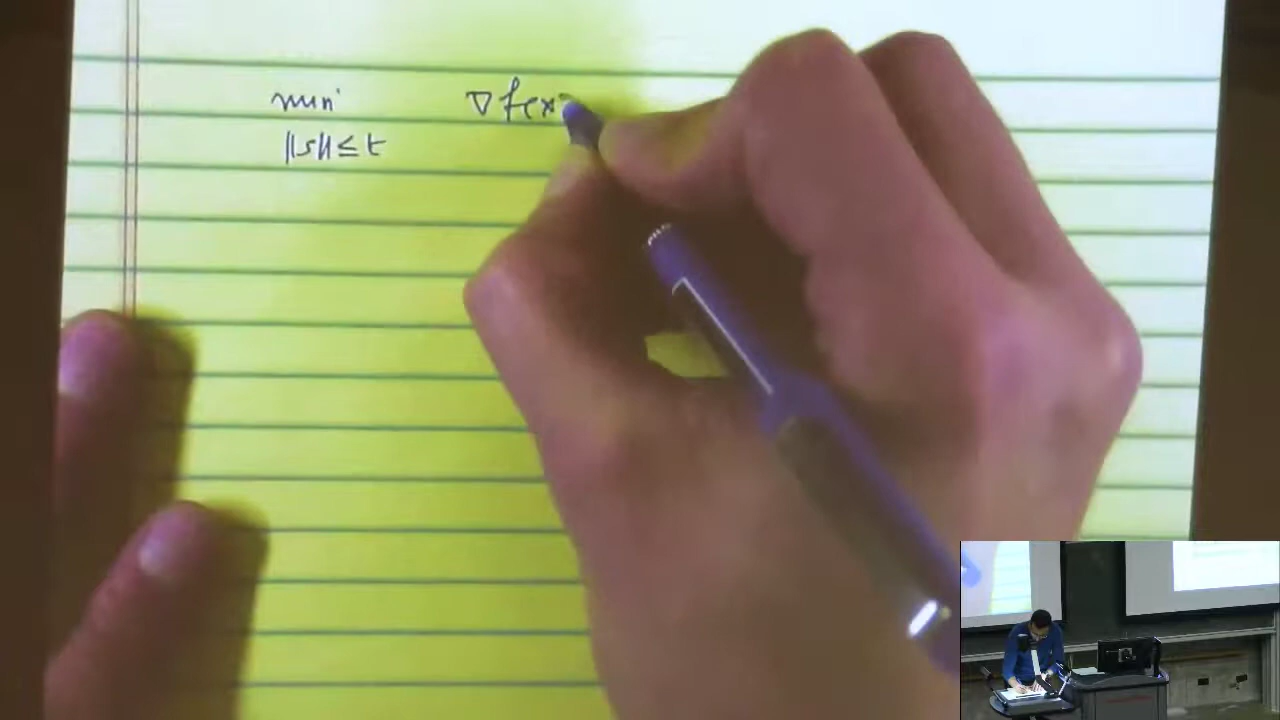 min ∇f(x
||s|| ≤ t